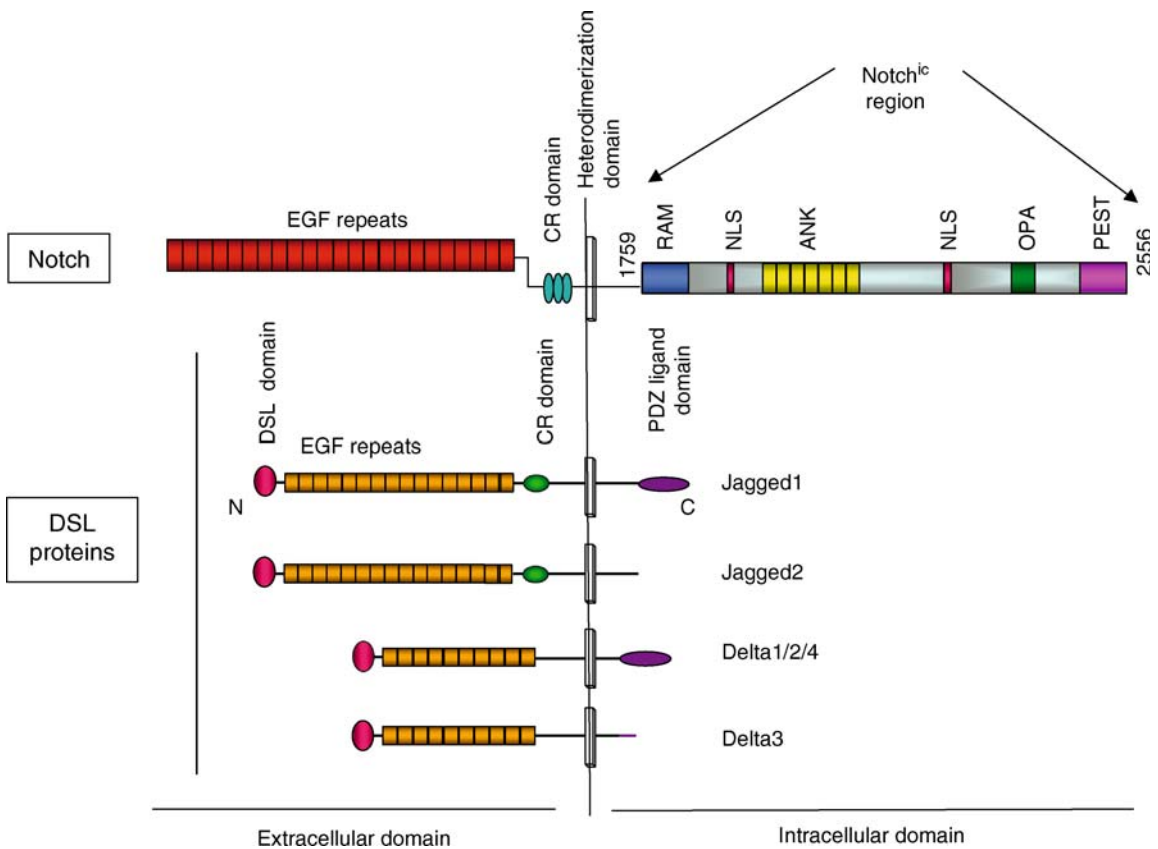 Notch^ic
region
Heterodimerization
domain
CR domain
EGF repeats
1759
RAM
NLS
ANK
NLS
OPA
PEST
2556
Notch
DSL domain
EGF repeats
CR domain
PDZ ligand
domain
N
C
Jagged1
DSL
proteins
Jagged2
Delta1/2/4
Delta3
Extracellular domain
Intracellular domain